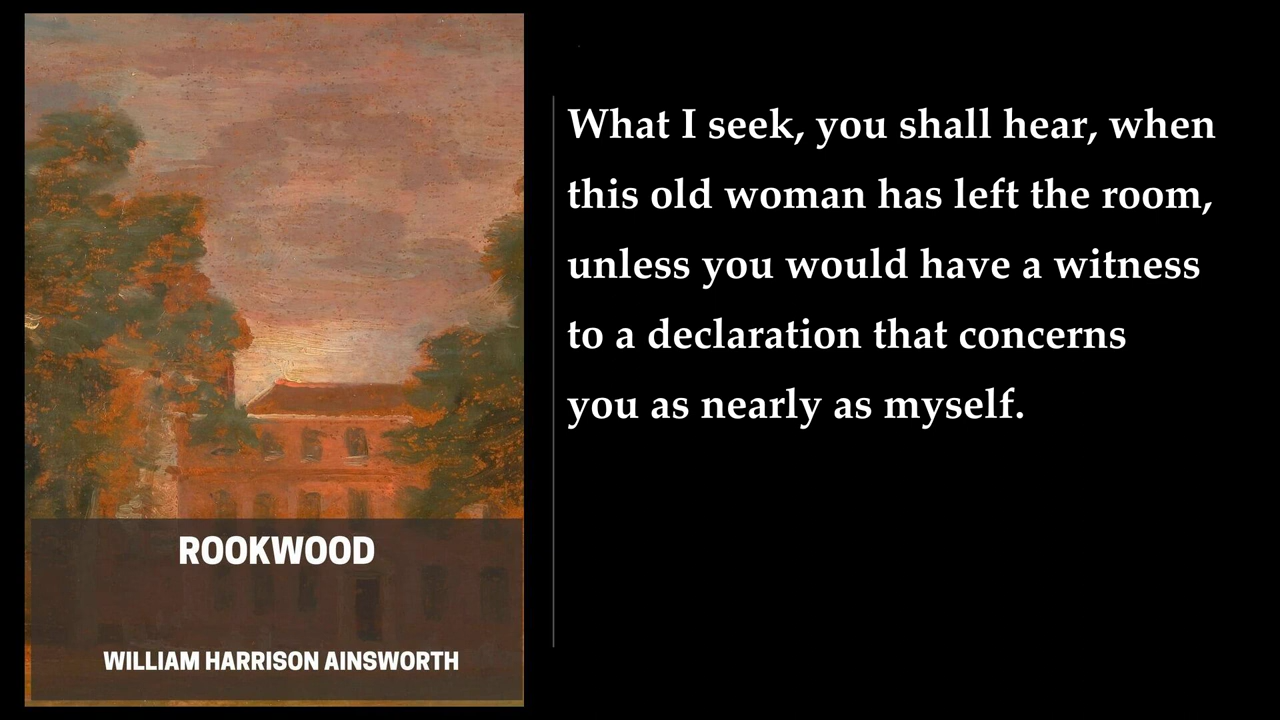 ROOKWOOD
WILLIAM HARRISON AINSWORTH
What I seek, you shall hear, when
this old woman has left the room,
unless you would have a witness
to a declaration that concerns
you as nearly as myself.